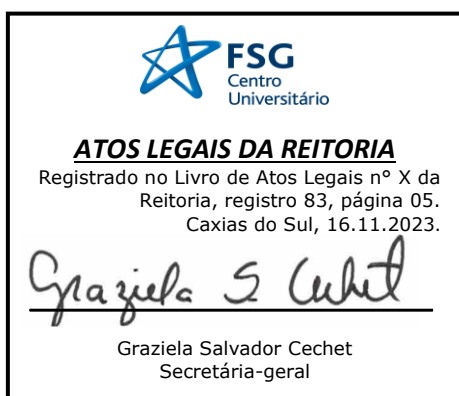 FSG
Centro
Universitário
ATOS LEGAIS DA REITORIA
Registrado no Livro de Atos Legais n° X da
Reitoria, registro 83, página 05.
Caxias do Sul, 16.11.2023.
Graziela S Cechet
Graziela Salvador Cechet
Secretária-geral